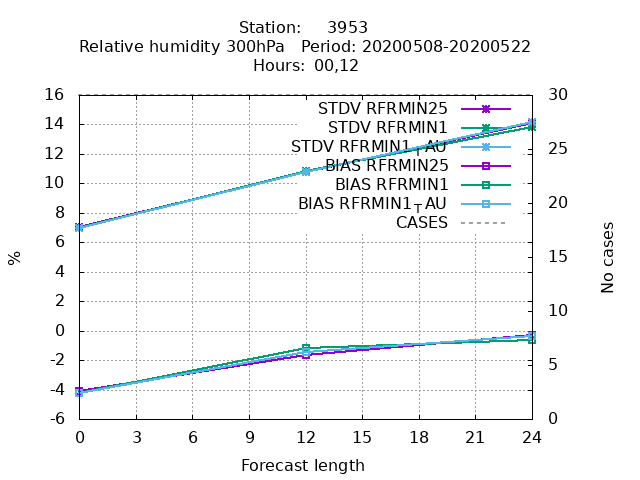 Station: 3953
Relative humidity 300hPa Period: 20200508-20200522
Hours: 00,12
16
14
12
10
8
6
4
2
0
-2
-4
-6
%
30
25
20
15
10
5
0
No cases
STDV RFRMIN25
STDV RFRMIN1
STDV RFRMIN1TAU
BIAS RFRMIN25
BIAS RFRMIN1
BIAS RFRMIN1TAU
CASES
0 3 6 9 12 15 18 21 24
Forecast length